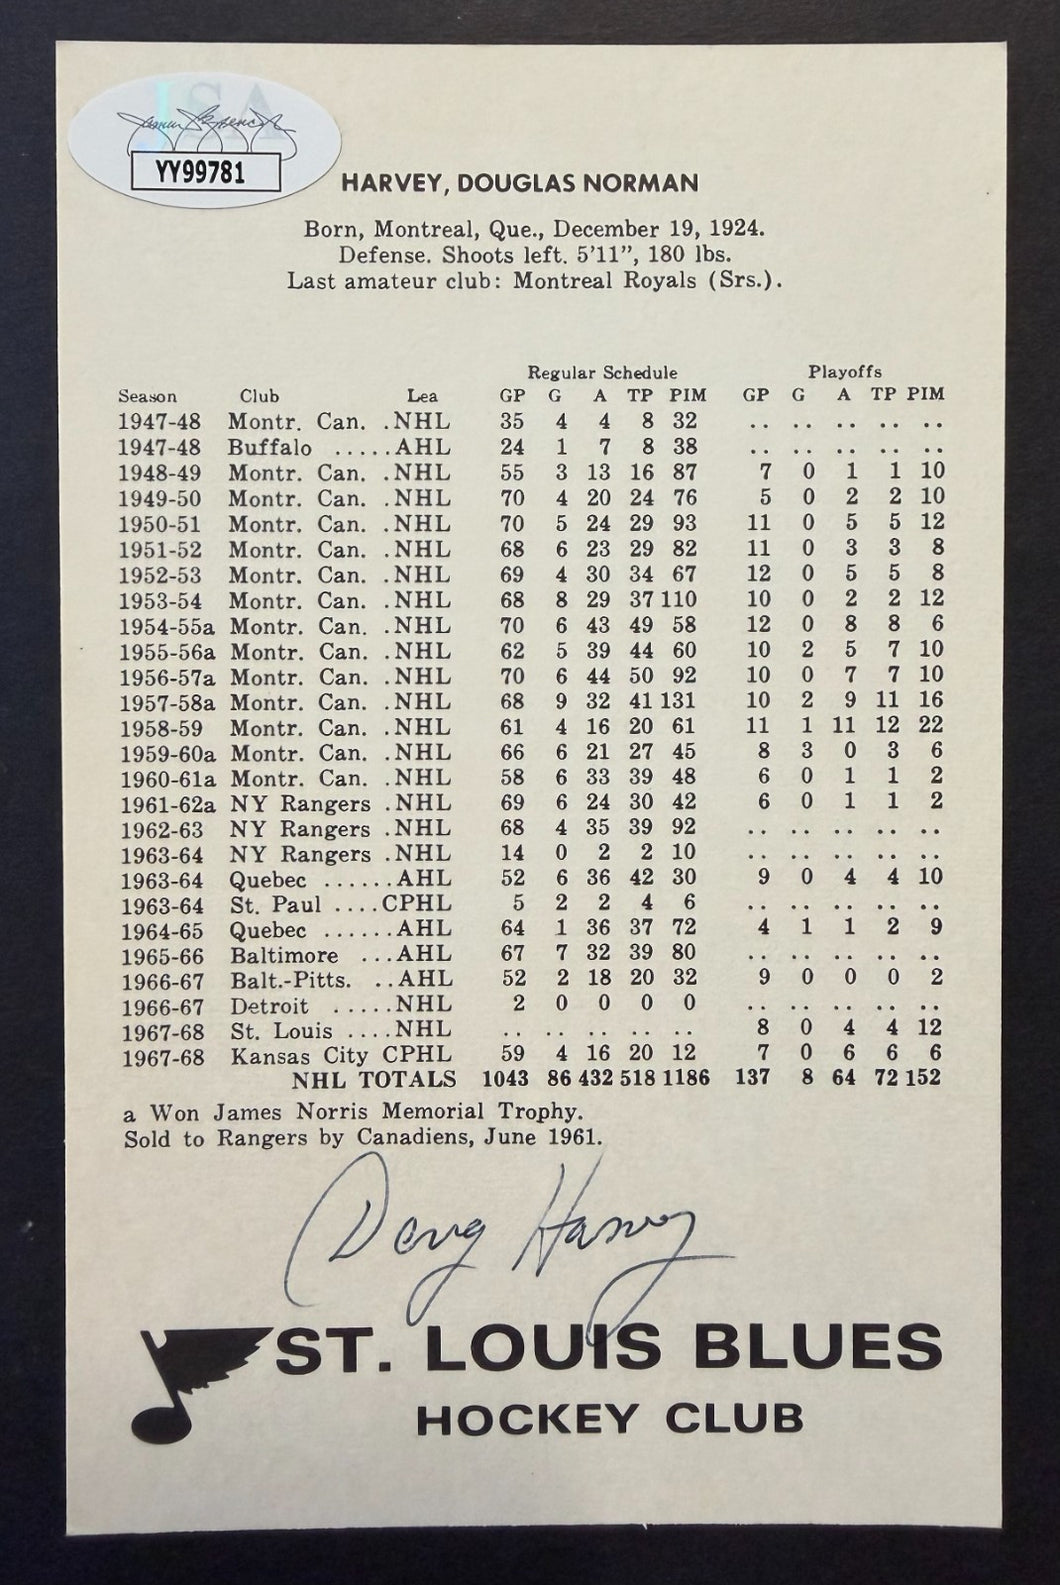 JSA
YY99781
HARVEY, DOUGLAS NORMAN
Born, Montreal, Que., December 19, 1924.
Defense. Shoots left. 5'11”, 180 lbs.
Last amateur club: Montreal Royals (Srs.).
Regular Schedule Playoffs
Season Club Lea GP G A TP PIM GP G A TP PIM
1947-48 Montr. Can. .NHL 35 4 4 8 32 .. .. .. .. ..
1947-48 Buffalo .....AHL 24 1 7 8 38 .. .. .. .. ..
1948-49 Montr. Can. .NHL 55 3 13 16 87 7 0 1 1 10
1949-50 Montr. Can. .NHL 70 4 20 24 76 5 0 2 2 10
1950-51 Montr. Can. .NHL 70 5 24 29 93 11 0 5 5 12
1951-52 Montr. Can. .NHL 68 6 23 29 82 11 0 3 3 8
1952-53 Montr. Can. .NHL 69 4 30 34 67 12 0 5 5 8
1953-54 Montr. Can. .NHL 68 8 29 37 110 10 0 2 2 12
1954-55a Montr. Can. .NHL 70 6 43 49 58 12 0 8 8 6
1955-56a Montr. Can. .NHL 62 5 39 44 60 10 2 5 7 10
1956-57a Montr. Can. .NHL 70 6 44 50 92 10 0 7 7 10
1957-58a Montr. Can. .NHL 68 9 32 41 131 10 2 9 11 16
1958-59 Montr. Can. .NHL 61 4 16 20 61 11 1 11 12 22
1959-60a Montr. Can. .NHL 66 6 21 27 45 8 3 0 3 6
1960-61a Montr. Can. .NHL 58 6 33 39 48 6 0 1 1 2
1961-62a NY Rangers .NHL 69 6 24 30 42 6 0 1 1 2
1962-63 NY Rangers .NHL 68 4 35 39 92 .. .. .. .. ..
1963-64 NY Rangers .NHL 14 0 2 2 10 .. .. .. .. ..
1963-64 Quebec ......AHL 52 6 36 42 30 9 0 4 4 10
1963-64 St. Paul ....CPHL 5 2 2 4 6 .. .. .. .. ..
1964-65 Quebec ......AHL 64 1 36 37 72 4 1 1 2 9
1965-66 Baltimore ...AHL 67 7 32 39 80 .. .. .. .. ..
1966-67 Balt.-Pitts. ..AHL 52 2 18 20 32 9 0 0 0 2
1966-67 Detroit .....NHL 2 0 0 0 0 .. .. .. .. ..
1967-68 St. Louis ....NHL .. .. .. .. .. 8 0 4 4 12
1967-68 Kansas City CPHL 59 4 16 20 12 7 0 6 6 6
NHL TOTALS 1043 86 432 518 1186 137 8 64 72 152
a Won James Norris Memorial Trophy.
Sold to Rangers by Canadiens, June 1961.
Doug Harvey
ST. LOUIS BLUES
HOCKEY CLUB